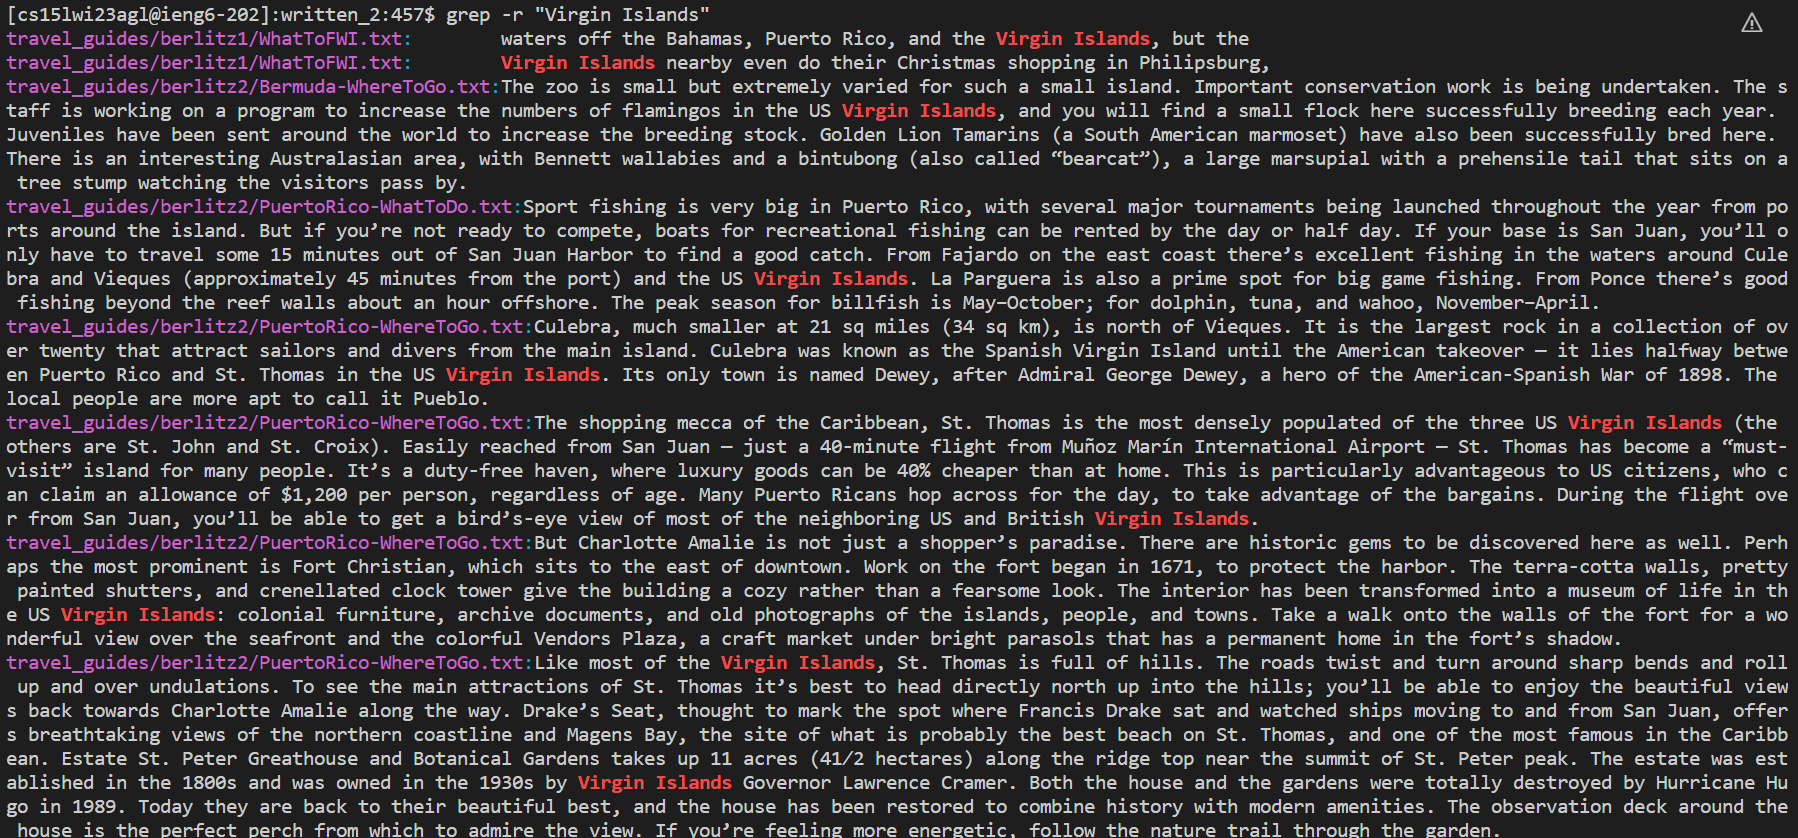 [cs15lwi23agl@ieng6-202]:written_2:457$ grep -r "Virgin Islands"
travel_guides/berlitz1/WhatToFWI.txt:        waters off the Bahamas, Puerto Rico, and the Virgin Islands, but the
travel_guides/berlitz1/WhatToFWI.txt:        Virgin Islands nearby even do their Christmas shopping in Philipsburg,
travel_guides/berlitz2/Bermuda-WhereToGo.txt:The zoo is small but extremely varied for such a small island. Important conservation work is being undertaken. The s
taff is working on a program to increase the numbers of flamingos in the US Virgin Islands, and you will find a small flock here successfully breeding each year.
Juveniles have been sent around the world to increase the breeding stock. Golden Lion Tamarins (a South American marmoset) have also been successfully bred here.
There is an interesting Australasian area, with Bennett wallabies and a bintubong (also called “bearcat”), a large marsupial with a prehensile tail that sits on a
 tree stump watching the visitors pass by.
travel_guides/berlitz2/PuertoRico-WhatToDo.txt:Sport fishing is very big in Puerto Rico, with several major tournaments being launched throughout the year from po
rts around the island. But if you’re not ready to compete, boats for recreational fishing can be rented by the day or half day. If your base is San Juan, you’ll o
nly have to travel some 15 minutes out of San Juan Harbor to find a good catch. From Fajardo on the east coast there’s excellent fishing in the waters around Cule
bra and Vieques (approximately 45 minutes from the port) and the US Virgin Islands. La Parguera is also a prime spot for big game fishing. From Ponce there’s good
 fishing beyond the reef walls about an hour offshore. The peak season for billfish is May–October; for dolphin, tuna, and wahoo, November–April.
travel_guides/berlitz2/PuertoRico-WhereToGo.txt:Culebra, much smaller at 21 sq miles (34 sq km), is north of Vieques. It is the largest rock in a collection of ov
er twenty that attract sailors and divers from the main island. Culebra was known as the Spanish Virgin Island until the American takeover — it lies halfway betwe
en Puerto Rico and St. Thomas in the US Virgin Islands. Its only town is named Dewey, after Admiral George Dewey, a hero of the American-Spanish War of 1898. The
local people are more apt to call it Pueblo.
travel_guides/berlitz2/PuertoRico-WhereToGo.txt:The shopping mecca of the Caribbean, St. Thomas is the most densely populated of the three US Virgin Islands (the
others are St. John and St. Croix). Easily reached from San Juan — just a 40-minute flight from Muñoz Marín International Airport — St. Thomas has become a “must-
visit” island for many people. It’s a duty-free haven, where luxury goods can be 40% cheaper than at home. This is particularly advantageous to US citizens, who c
an claim an allowance of $1,200 per person, regardless of age. Many Puerto Ricans hop across for the day, to take advantage of the bargains. During the flight ove
r from San Juan, you’ll be able to get a bird’s-eye view of most of the neighboring US and British Virgin Islands.
travel_guides/berlitz2/PuertoRico-WhereToGo.txt:But Charlotte Amalie is not just a shopper’s paradise. There are historic gems to be discovered here as well. Perh
aps the most prominent is Fort Christian, which sits to the east of downtown. Work on the fort began in 1671, to protect the harbor. The terra-cotta walls, pretty
 painted shutters, and crenellated clock tower give the building a cozy rather than a fearsome look. The interior has been transformed into a museum of life in th
e US Virgin Islands: colonial furniture, archive documents, and old photographs of the islands, people, and towns. Take a walk onto the walls of the fort for a wo
nderful view over the seafront and the colorful Vendors Plaza, a craft market under bright parasols that has a permanent home in the fort’s shadow.
travel_guides/berlitz2/PuertoRico-WhereToGo.txt:Like most of the Virgin Islands, St. Thomas is full of hills. The roads twist and turn around sharp bends and roll
 up and over undulations. To see the main attractions of St. Thomas it’s best to head directly north up into the hills; you’ll be able to enjoy the beautiful view
s back towards Charlotte Amalie along the way. Drake’s Seat, thought to mark the spot where Francis Drake sat and watched ships moving to and from San Juan, offer
s breathtaking views of the northern coastline and Magens Bay, the site of what is probably the best beach on St. Thomas, and one of the most famous in the Caribb
ean. Estate St. Peter Greathouse and Botanical Gardens takes up 11 acres (41/2 hectares) along the ridge top near the summit of St. Peter peak. The estate was est
ablished in the 1800s and was owned in the 1930s by Virgin Islands Governor Lawrence Cramer. Both the house and the gardens were totally destroyed by Hurricane Hu
go in 1989. Today they are back to their beautiful best, and the house has been restored to combine history with modern amenities. The observation deck around the
 house is the perfect perch from which to admire the view. If you’re feeling more energetic, follow the nature trail through the garden.